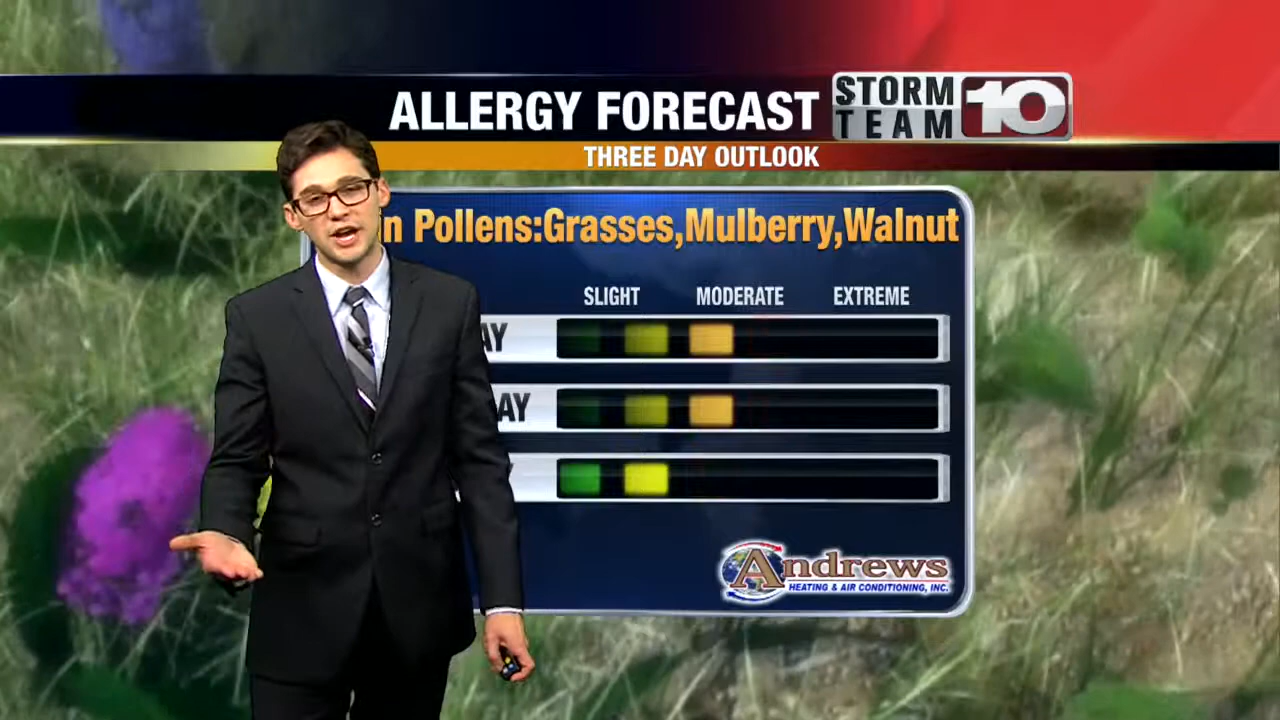 ALLERGY FORECAST
STORM TEAM 10
THREE DAY OUTLOOK
n Pollens:Grasses,Mulberry,Walnut
SLIGHT MODERATE EXTREME
AY
AY
Andrews
HEATING & AIR CONDITIONING, INC.